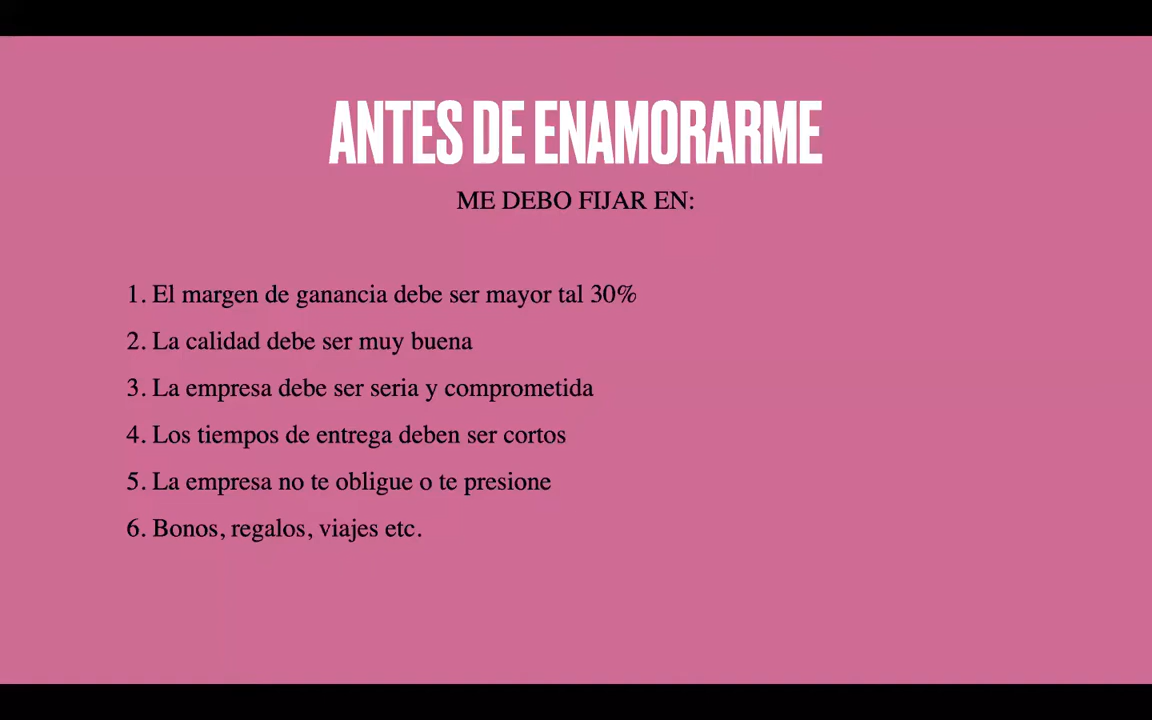 ANTES DE ENAMORARME
ME DEBO FIJAR EN:
1. El margen de ganancia debe ser mayor tal 30%
2. La calidad debe ser muy buena
3. La empresa debe ser seria y comprometida
4. Los tiempos de entrega deben ser cortos
5. La empresa no te obligue o te presione
6. Bonos, regalos, viajes etc.